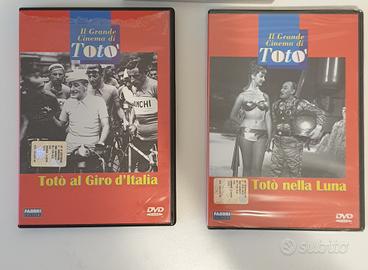 Il Grande
Cinema di
Totò
BIANCHI
Totò al Giro d'Italia
FABBRI
DVD
Il Grande
Cinema di
Totò
Totò nella Luna
FABBRI
DVD
subito